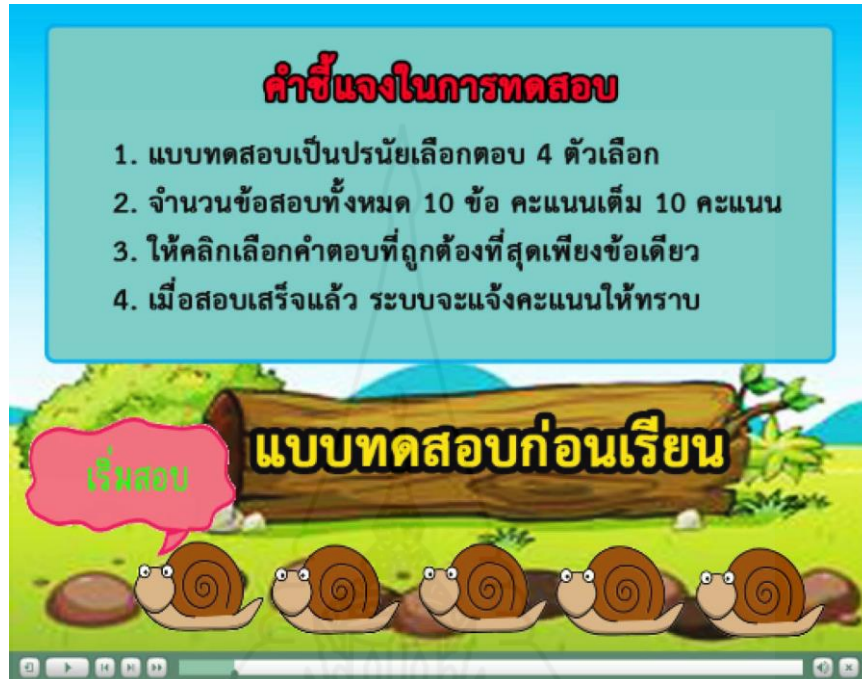 คำชี้แจงในการทดสอบ
1. แบบทดสอบเป็นปรนัยเลือกตอบ 4 ตัวเลือก
2. จำนวนข้อสอบทั้งหมด 10 ข้อ คะแนนเต็ม 10 คะแนน
3. ให้คลิกเลือกคำตอบที่ถูกต้องที่สุดเพียงข้อเดียว
4. เมื่อสอบเสร็จแล้ว ระบบจะแจ้งคะแนนให้ทราบ
แบบทดสอบก่อนเรียน
เริ่มสอบ